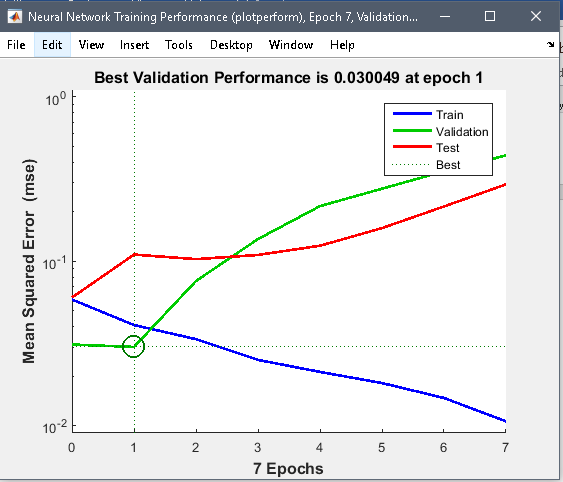 Neural Network Training Performance (plotperform), Epoch 7, Validation...
File Edit View Insert Tools Desktop Window Help
Best Validation Performance is 0.030049 at epoch 1
Mean Squared Error (mse)
10^0
10^-1
10^-2
Train
Validation
Test
Best
0 1 2 3 4 5 6 7
7 Epochs